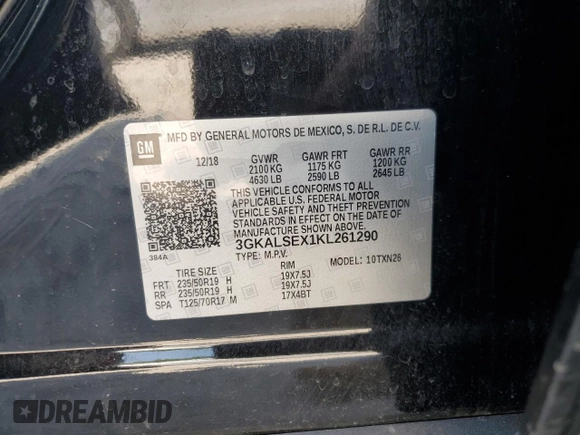 GM
MFD BY GENERAL MOTORS DE MEXICO, S. DE R.L. DE C.V.
12/18 GVWR GAWR FRT GAWR RR
2100 KG 1175 KG 1200 KG
4630 LB 2590 LB 2645 LB
THIS VEHICLE CONFORMS TO ALL
APPLICABLE U.S. FEDERAL MOTOR
VEHICLE SAFETY, BUMPER, AND THEFT
PREVENTION STANDARDS IN EFFECT ON
THE DATE OF MANUFACTURE SHOWN
ABOVE.
3GKALSEX1KL261290
TYPE: M.P.V. MODEL: 10TXN26
384A
TIRE SIZE RIM
FRT 235/50R19 H 19X7.5J
RR 235/50R19 H 19X7.5J
SPA T125/70R17 M 17X4BT
DREAMBID